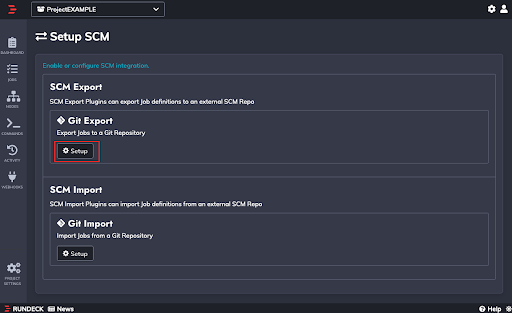 ProjectEXAMPLE
Setup SCM
DASHBOARD
JOBS
NODES
COMMANDS
ACTIVITY
WEBHOOKS
PROJECT
SETTINGS
Enable or configure SCM integration.
SCM Export
SCM Export Plugins can export Job definitions to an external SCM Repo
Git Export
Export Jobs to a Git Repository
Setup
SCM Import
SCM Import Plugins can import Job definitions from an external SCM Repo
Git Import
Import Jobs from a Git Repository
Setup
RUNDECK News Help